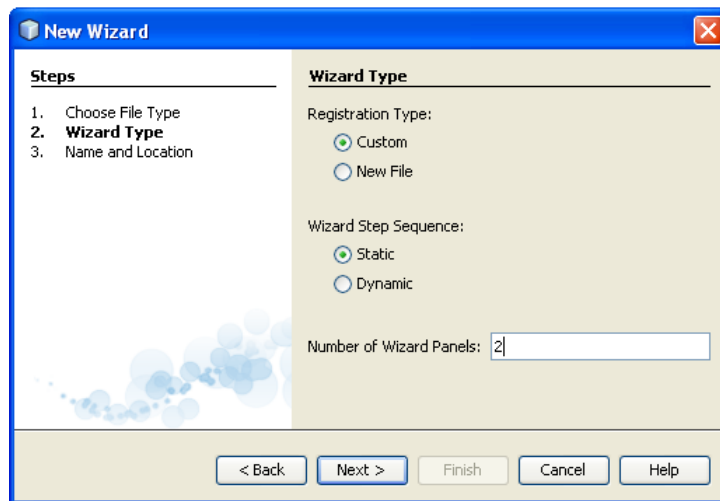 New Wizard
Steps
1. Choose File Type
2. Wizard Type
3. Name and Location
Wizard Type
Registration Type:
Custom
New File
Wizard Step Sequence:
Static
Dynamic
Number of Wizard Panels: 2
< Back Next > Finish Cancel Help